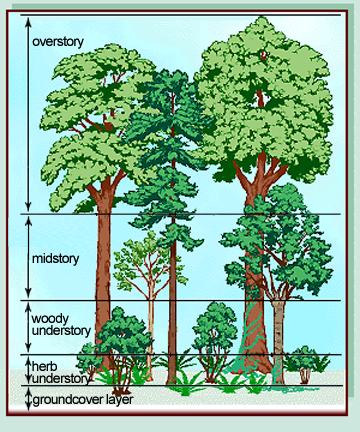 overstory
midstory
woody
understory
herb
understory
groundcover layer